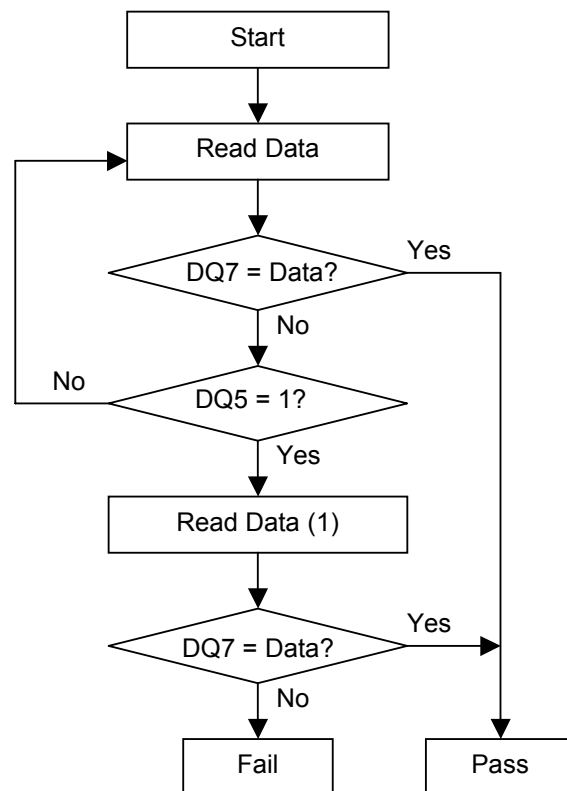 Start
Read Data
DQ7 = Data?
Yes
No
DQ5 = 1?
No
Yes
Read Data (1)
DQ7 = Data?
Yes
No
Fail
Pass